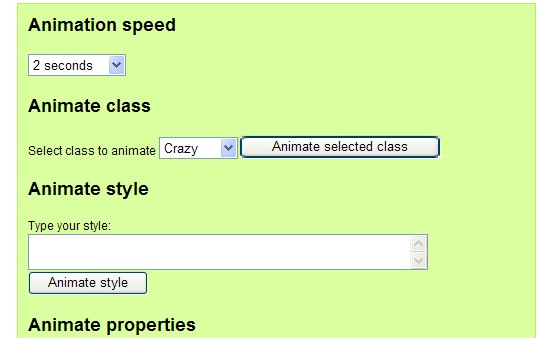 Animation speed
2 seconds
Animate class
Select class to animate Crazy Animate selected class
Animate style
Type your style:
Animate style
Animate properties